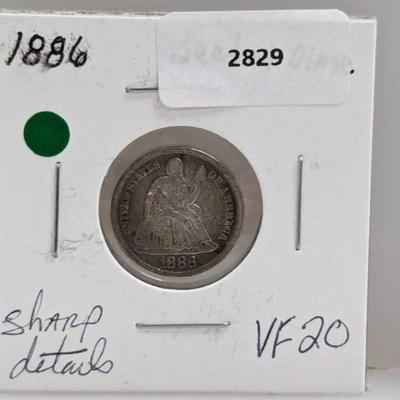 1886
2829
UNITED STATES OF AMERICA
1886
sharp
details
VF20